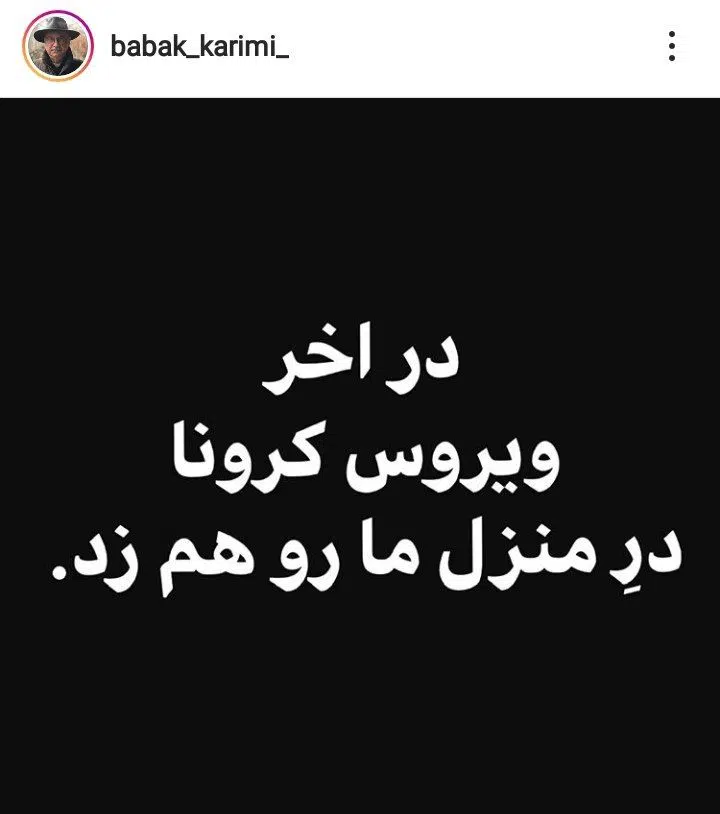 babak_karimi_
در اخر
ویروس کرونا
درِ منزل ما رو هم زد.